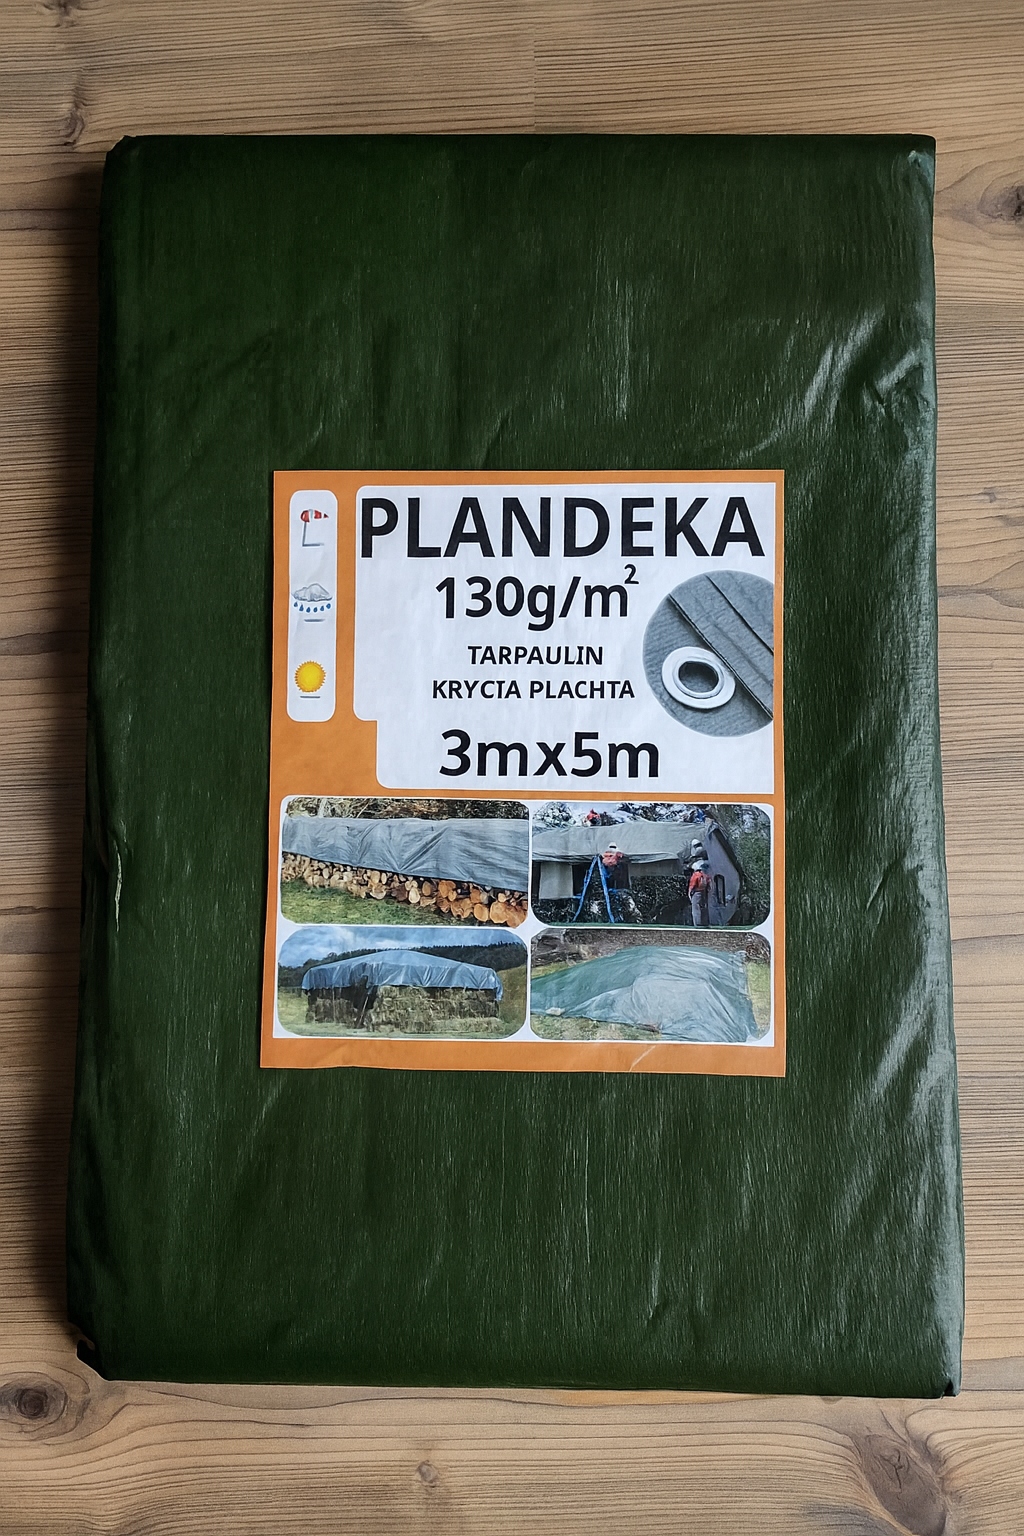 PLANDEKA
130g/m²
TARPAULIN
KRYCIA PLACHTA
3mx5m